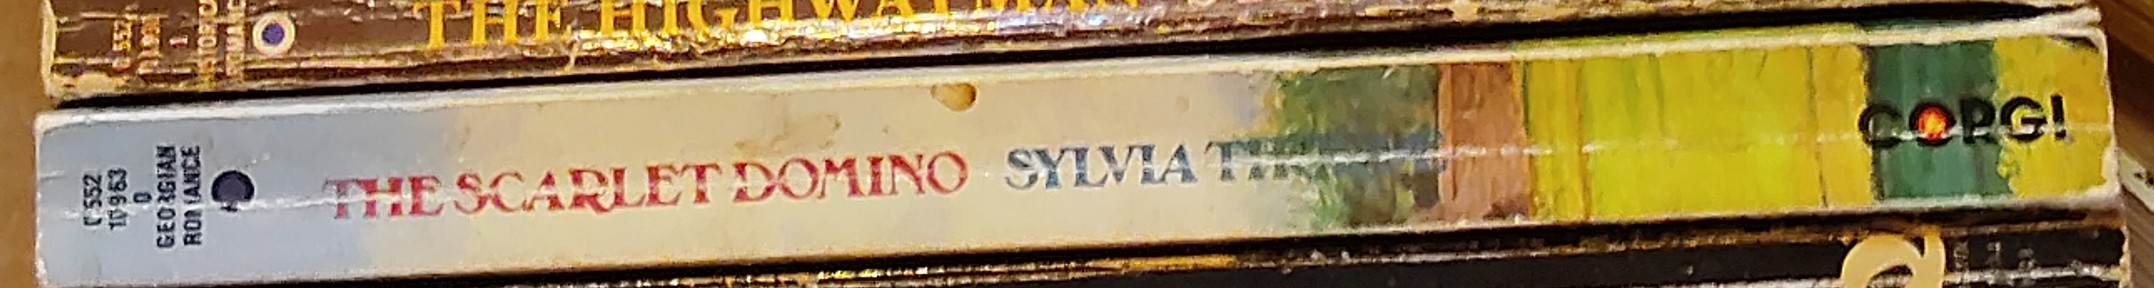 THE HIGHWAYMAN
THE SCARLET DOMINO SYLVIA
CORGI
0 552
10963
0
GEORGIAN
ROMANCE